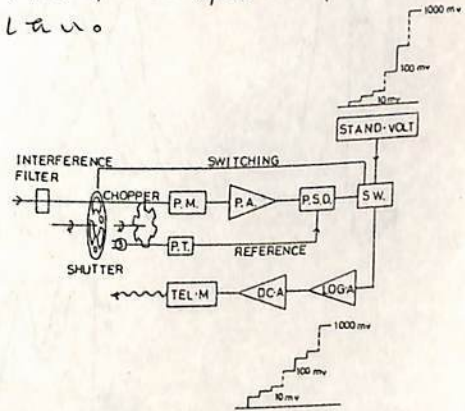 しない。
1000 mv
100 mv
10 mv
STAND·VOLT
INTERFERENCE
FILTER
SWITCHING
CHOPPER
P.M.
P.A.
P.S.D.
S.W.
P.T.
REFERENCE
SHUTTER
TEL·M
DC·A
LOG·A
1000 mv
100 mv
10 mv